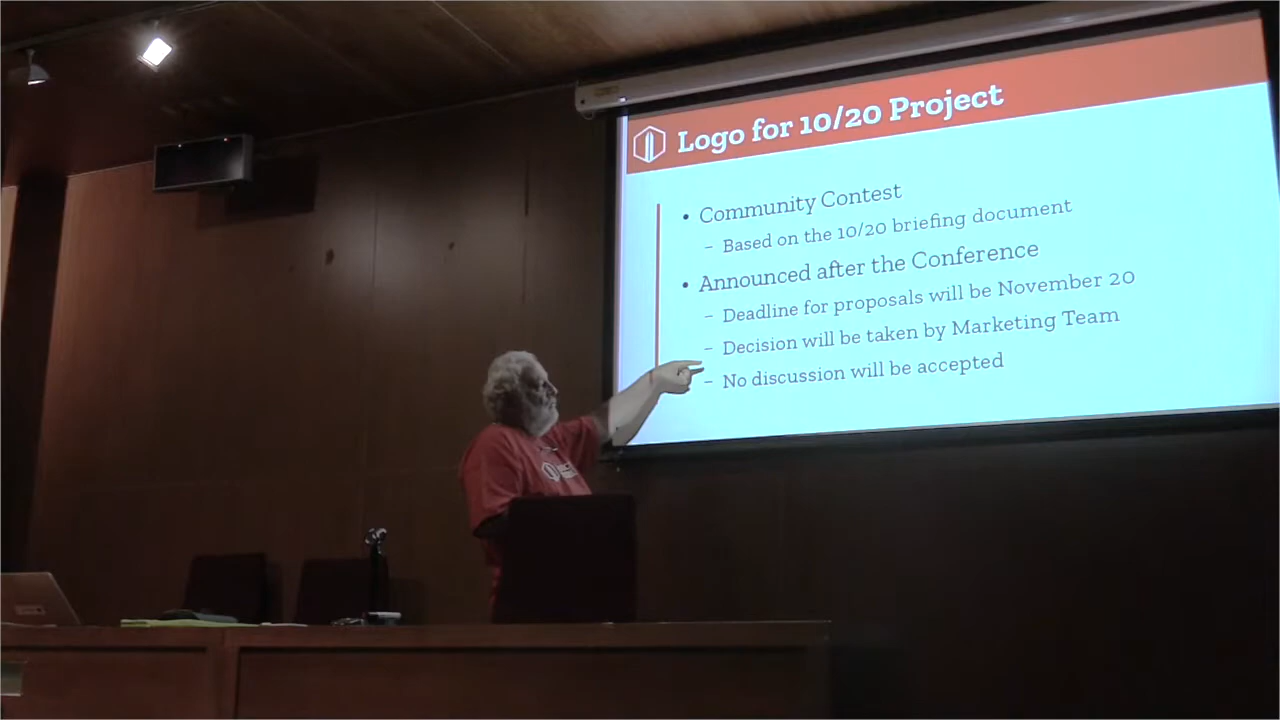 Logo for 10/20 Project
• Community Contest
– Based on the 10/20 briefing document
• Announced after the Conference
– Deadline for proposals will be November 20
– Decision will be taken by Marketing Team
– No discussion will be accepted